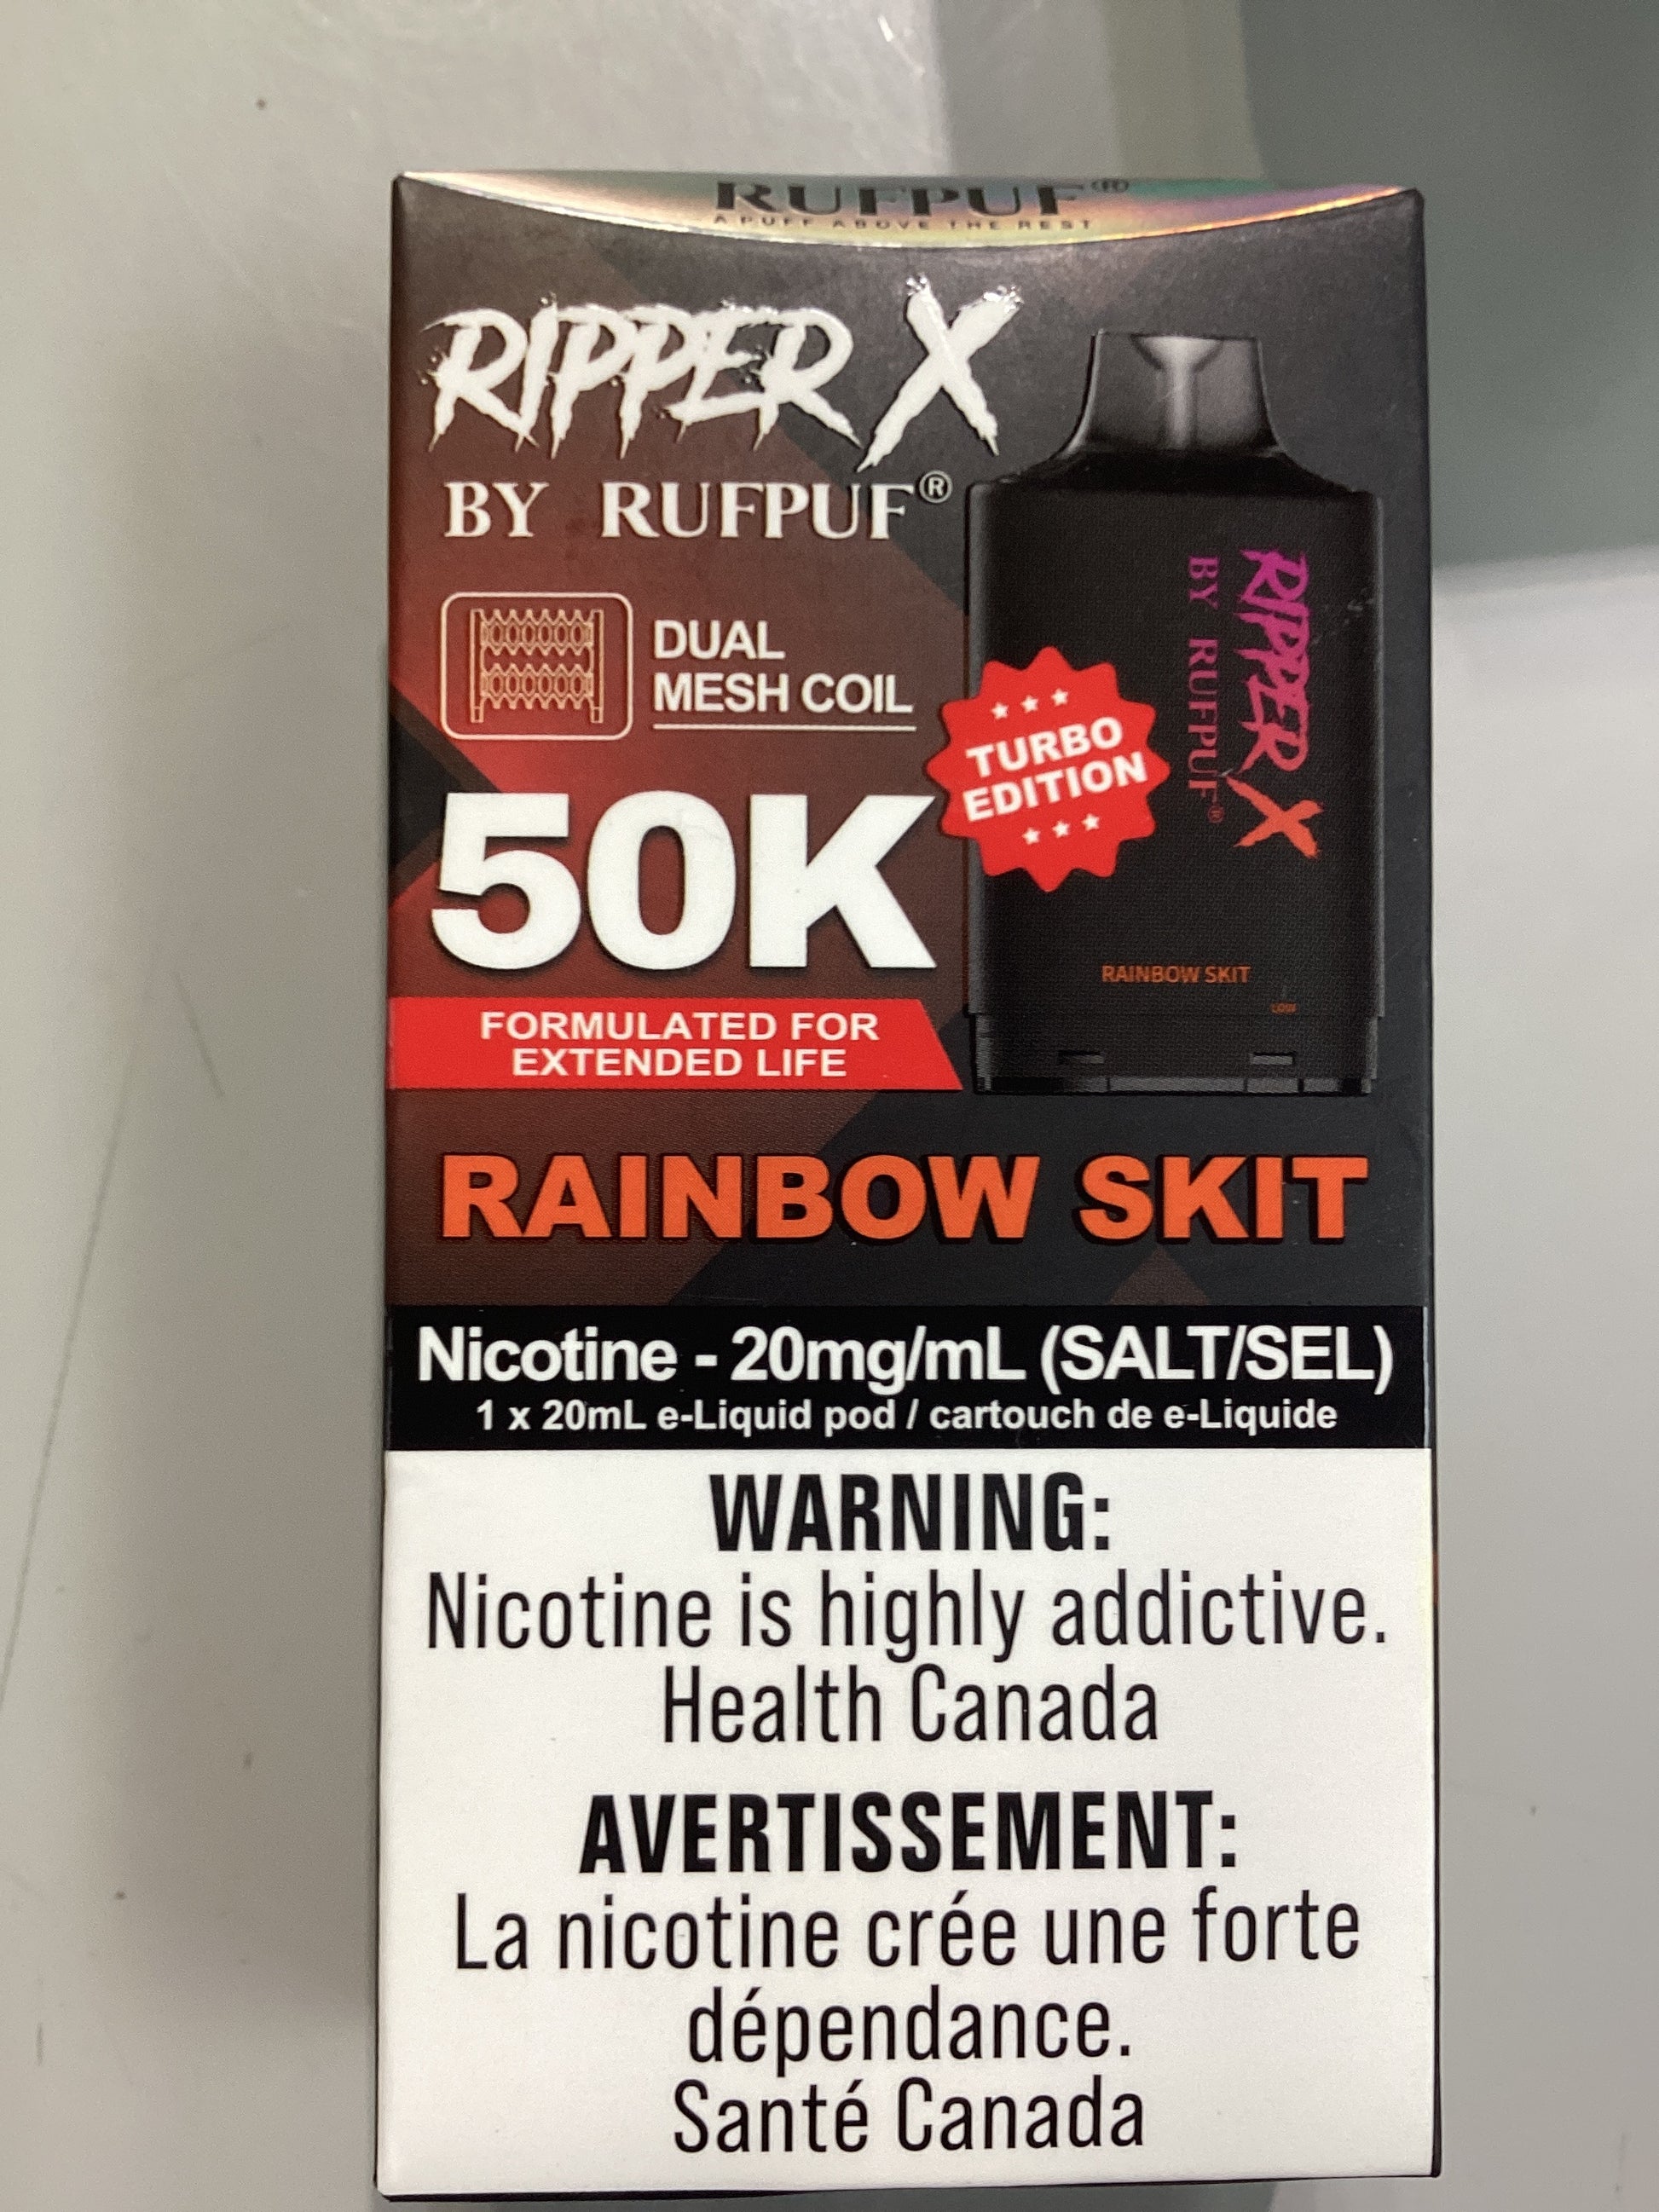 RUFPUF®
A PUFF ABOVE THE REST
RIPPER X
BY RUFPUF®
DUAL
MESH COIL
TURBO
EDITION
RIPPER X
BY RUFPUF®
50K
FORMULATED FOR
EXTENDED LIFE
RAINBOW SKIT
LOW
RAINBOW SKIT
Nicotine - 20mg/mL (SALT/SEL)
1 x 20mL e-Liquid pod / cartouch de e-Liquide
WARNING:
Nicotine is highly addictive.
Health Canada
AVERTISSEMENT:
La nicotine crée une forte
dépendance.
Santé Canada